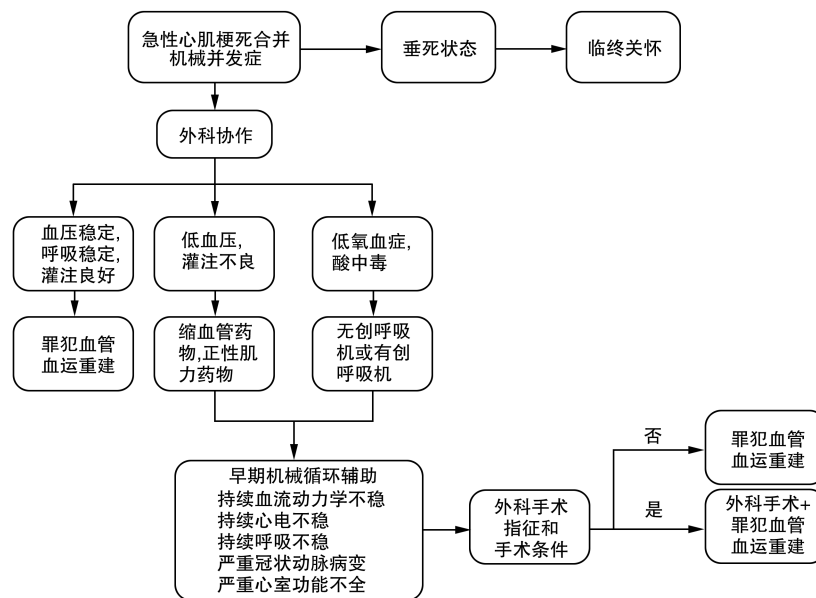 急性心肌梗死合并
机械并发症
垂死状态
临终关怀
外科协作
血压稳定,
呼吸稳定,
灌注良好
低血压,
灌注不良
低氧血症,
酸中毒
罪犯血管
血运重建
缩血管药
物,正性肌
力药物
无创呼吸
机或有创
呼吸机
早期机械循环辅助
持续血流动力学不稳
持续心电不稳
持续呼吸不稳
严重冠状动脉病变
严重心室功能不全
外科手术
指征和
手术条件
否
罪犯血管
血运重建
是
外科手术+
罪犯血管
血运重建